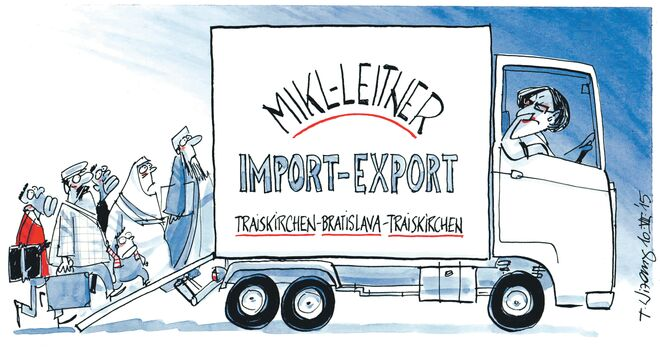 MIKL-LEITNER
IMPORT-EXPORT
TRAISKIRCHEN-BRATISLAVA-TRAISKIRCHEN